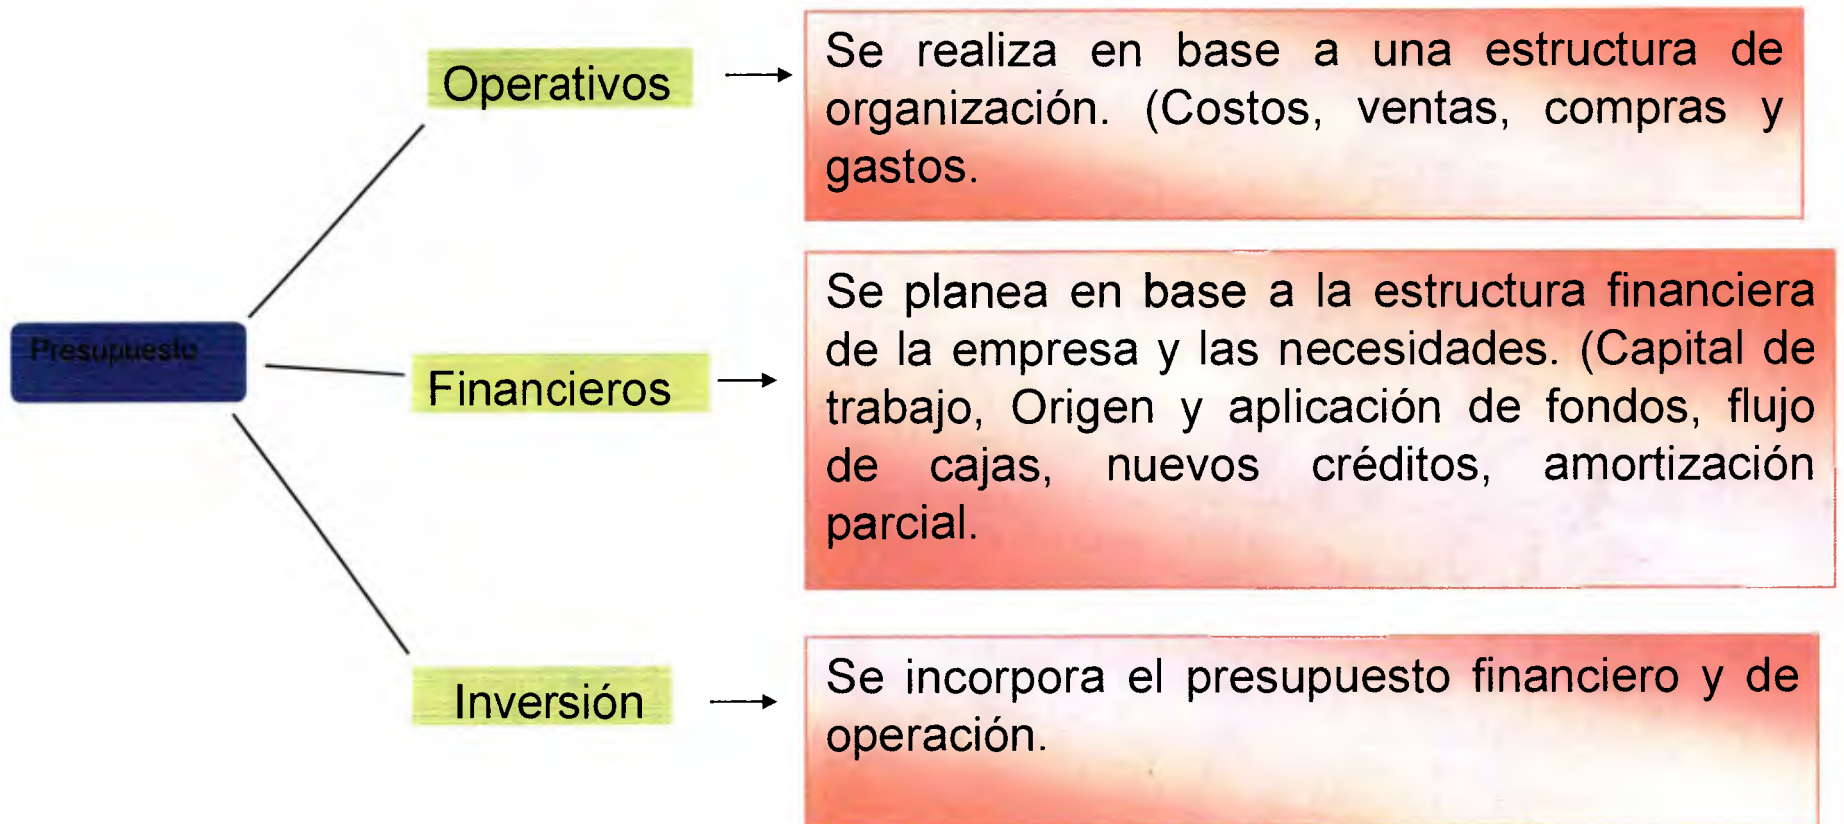 Operativos
Se realiza en base a una estructura de
organización. (Costos, ventas, compras y
gastos.
Presupuesto
Financieros
Se planea en base a la estructura financiera
de la empresa y las necesidades. (Capital de
trabajo, Origen y aplicación de fondos, flujo
de cajas, nuevos créditos, amortización
parcial.
Inversión
Se incorpora el presupuesto financiero y de
operación.